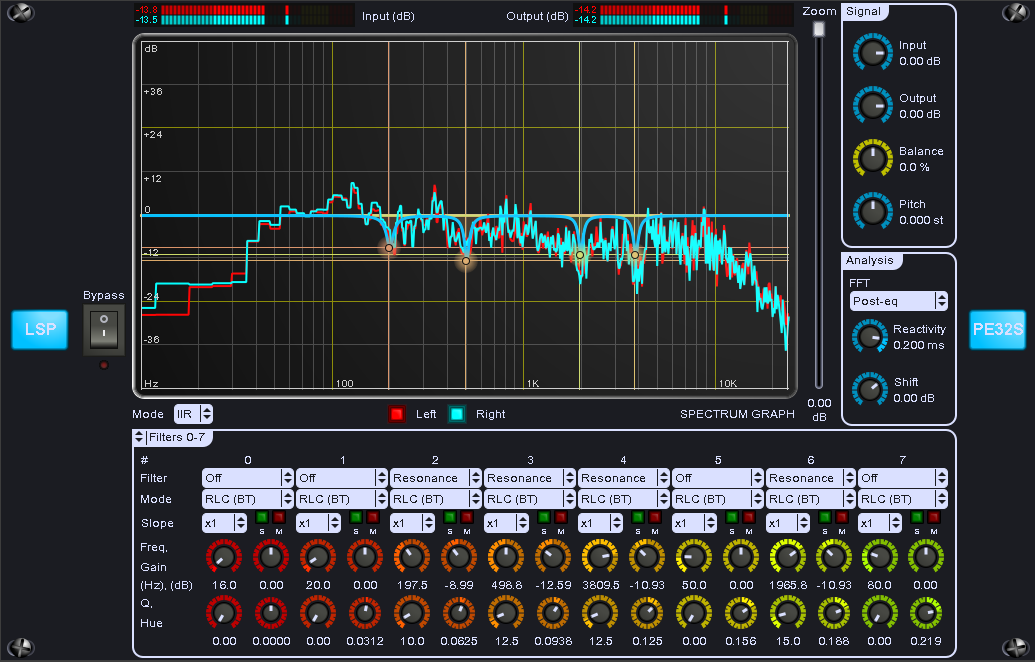 -13.8
-13.5
Input (dB)
Output (dB)
-14.2
-14.2
Zoom
Signal
dB
+36
+24
+12
0
-12
-24
-36
Hz
100
1K
10K
Input
0.00 dB
Output
0.00 dB
Balance
0.0 %
Pitch
0.000 st
Analysis
FFT
Post-eq
Reactivity
0.200 ms
Shift
0.00 dB
Bypass
LSP
PE32S
0.00
dB
Mode IIR Left Right SPECTRUM GRAPH
Filters 0-7
# 0 1 2 3 4 5 6 7
Filter Off Off Resonance Resonance Resonance Off Resonance Off
Mode RLC (BT) RLC (BT) RLC (BT) RLC (BT) RLC (BT) RLC (BT) RLC (BT) RLC (BT)
Slope x1 x1 x1 x1 x1 x1 x1 x1
S M S M S M S M S M S M S M S M
Freq,
Gain
(Hz), (dB) 16.0 0.00 20.0 0.00 197.5 -8.99 498.8 -12.59 3809.5 -10.93 50.0 0.00 1965.8 -10.93 80.0 0.00
Q,
Hue
0.00 0.0000 0.00 0.0312 10.0 0.0625 12.5 0.0938 12.5 0.125 0.00 0.156 15.0 0.188 0.00 0.219